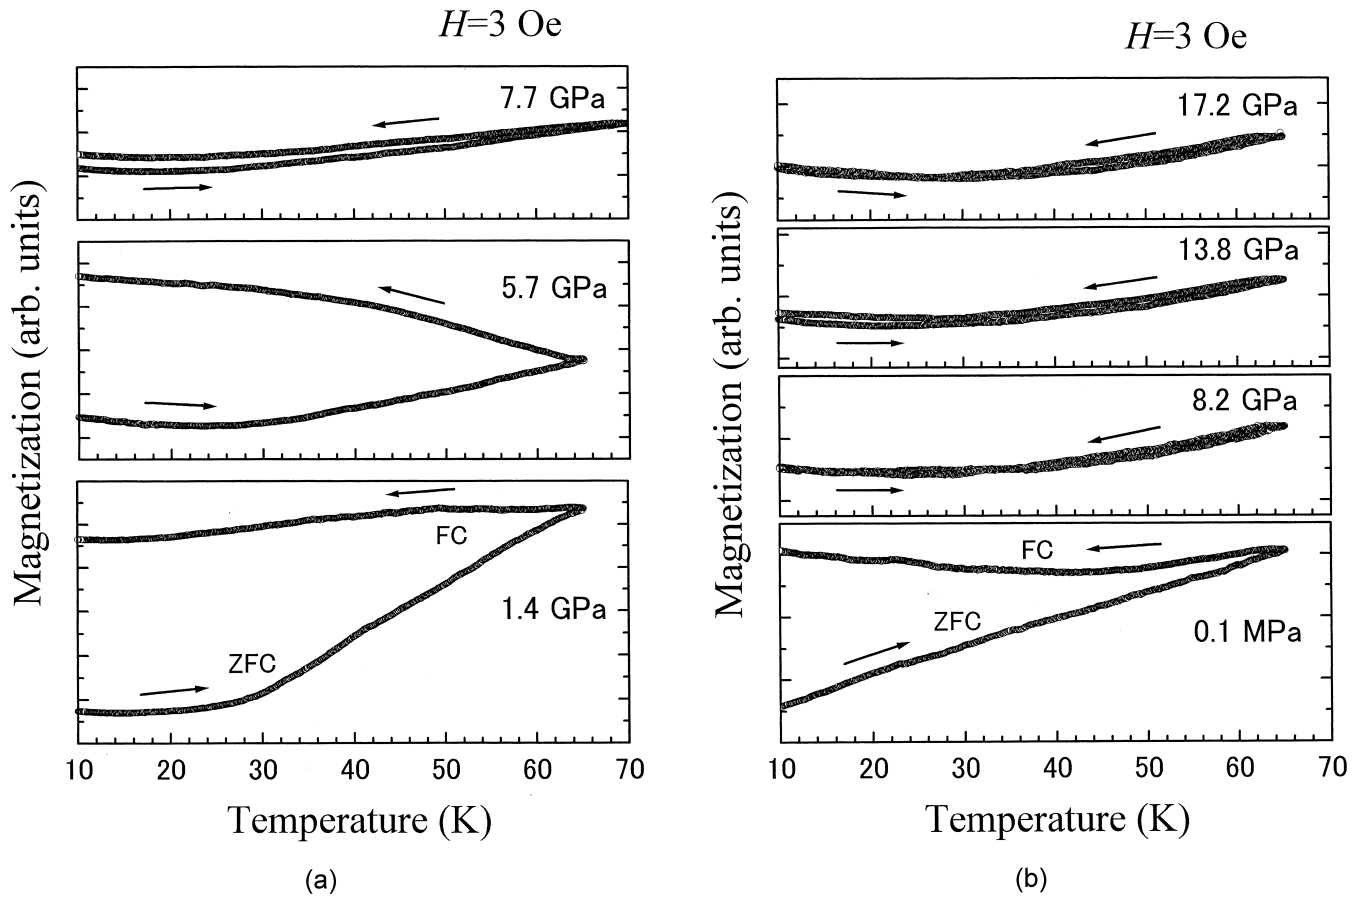 H=3 Oe
7.7 GPa
5.7 GPa
FC
1.4 GPa
ZFC
10 20 30 40 50 60 70
Temperature (K)
Magnetization (arb. units)
(a)
H=3 Oe
17.2 GPa
13.8 GPa
8.2 GPa
FC
ZFC
0.1 MPa
10 20 30 40 50 60 70
Temperature (K)
Magnetization (arb. units)
(b)